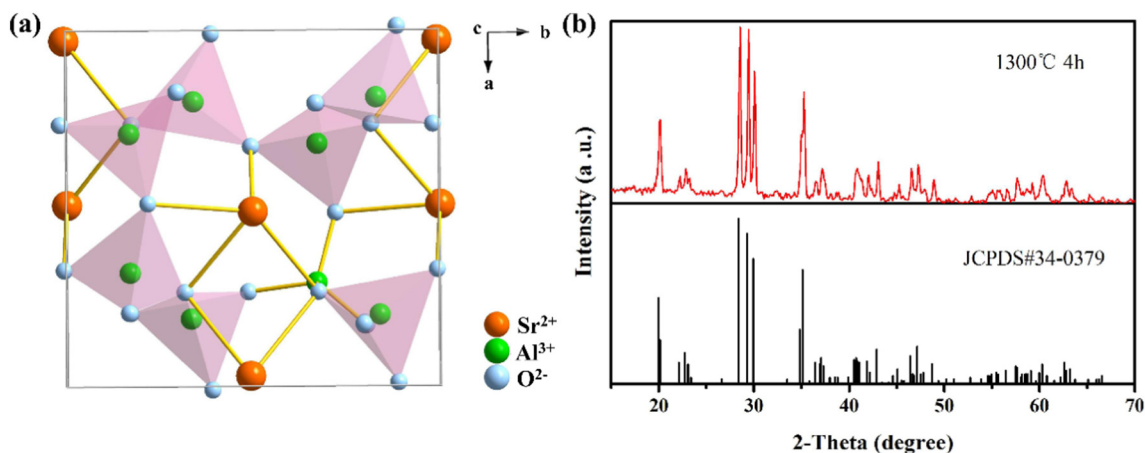 (a)
c
b
a
Sr2+
Al3+
O2-
(b)
1300℃ 4h
JCPDS#34-0379
Intensity (a .u.)
20 30 40 50 60 70
2-Theta (degree)